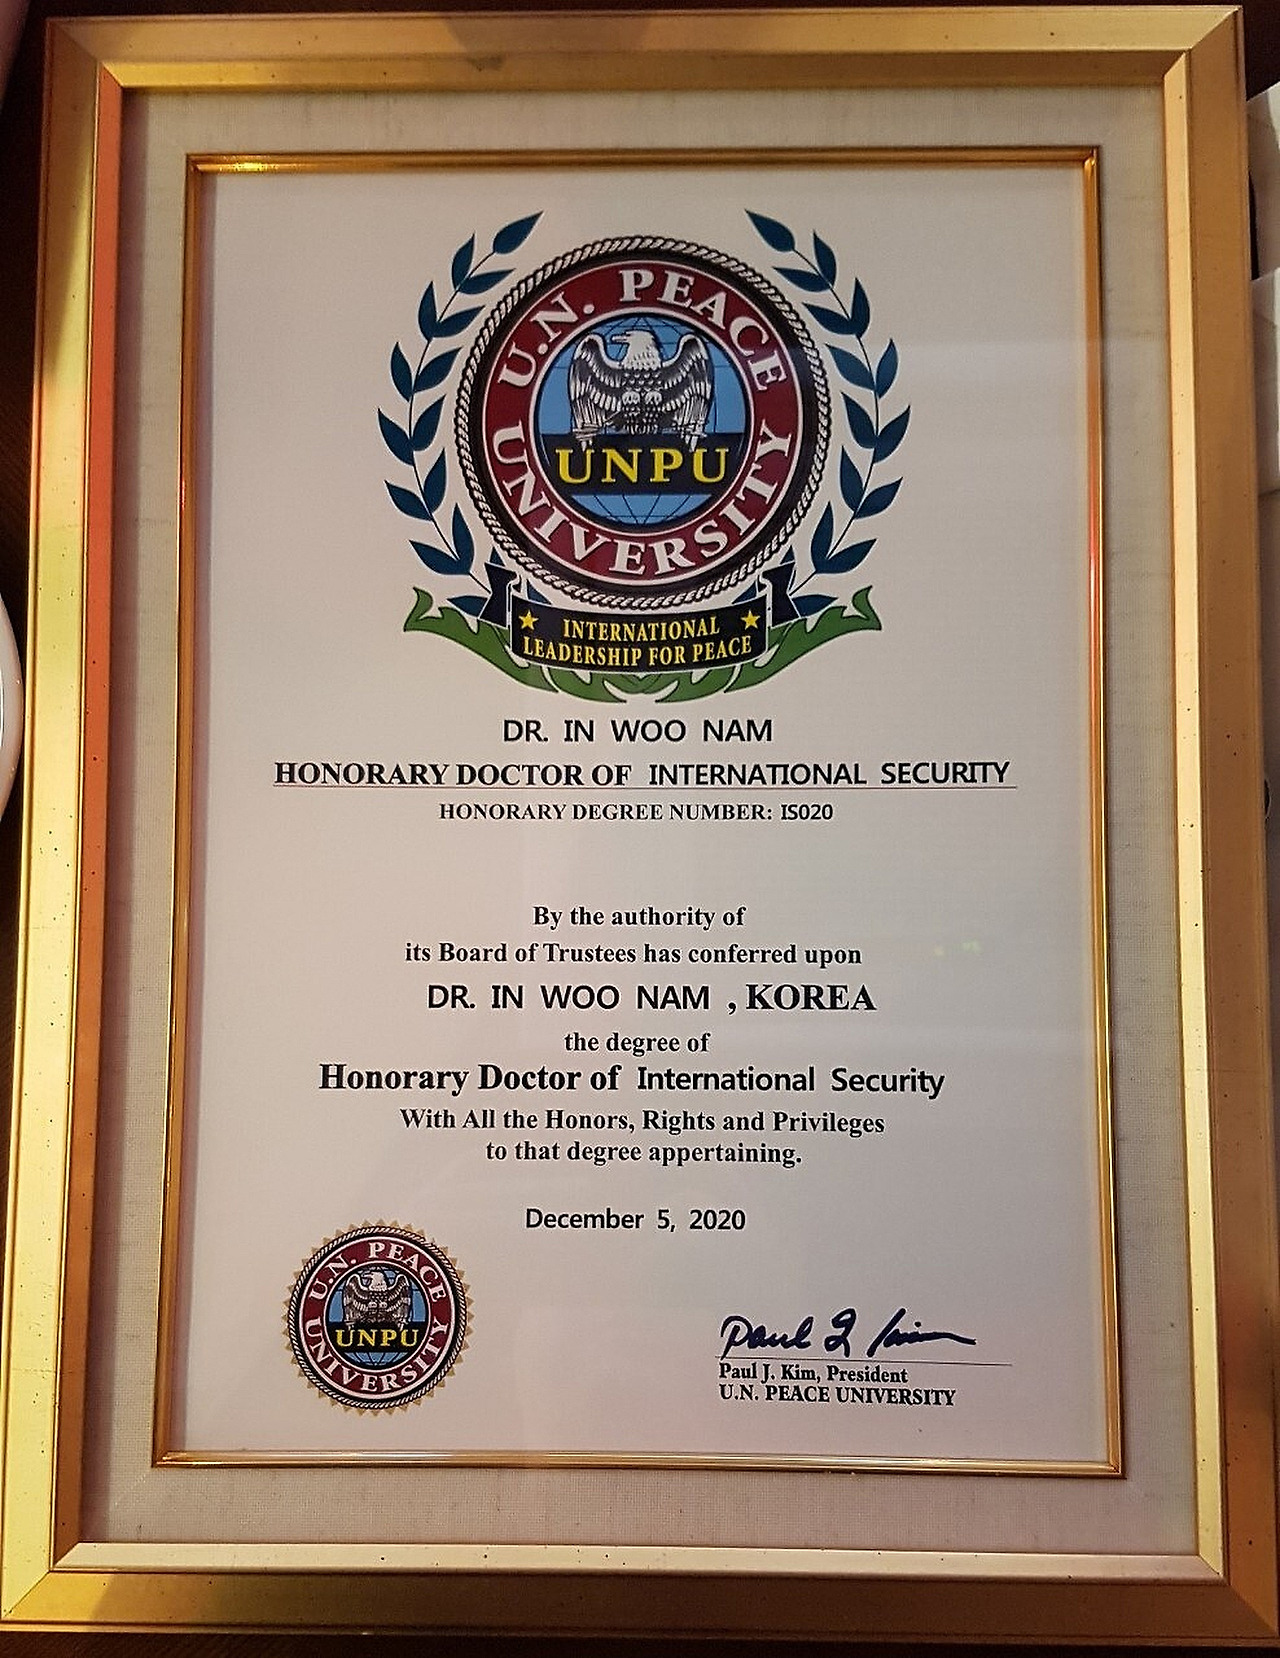 U.N. PEACE UNIVERSITY
UNPU
INTERNATIONAL
LEADERSHIP FOR PEACE
DR. IN WOO NAM
HONORARY DOCTOR OF INTERNATIONAL SECURITY
HONORARY DEGREE NUMBER: IS020
By the authority of
its Board of Trustees has conferred upon
DR. IN WOO NAM , KOREA
the degree of
Honorary Doctor of International Security
With All the Honors, Rights and Privileges
to that degree appertaining.
December 5, 2020
U.N. PEACE UNIVERSITY
UNPU
Paul J. Kim
Paul J. Kim, President
U.N. PEACE UNIVERSITY